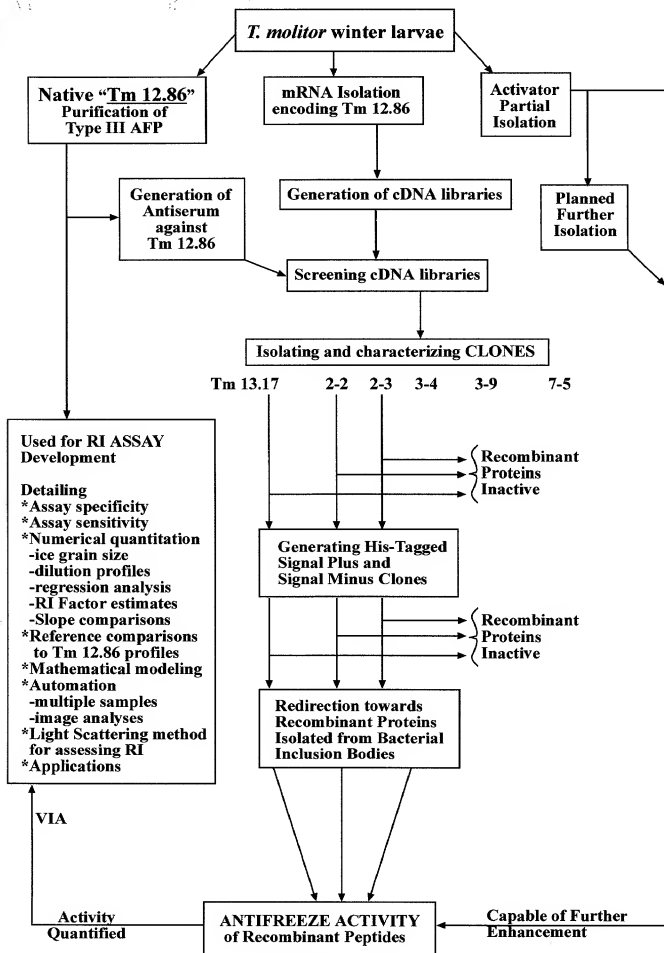 T. molitor winter larvae
Native “Tm 12.86”
Purification of
Type III AFP
mRNA Isolation
encoding Tm 12.86
Activator
Partial
Isolation
Generation of
Antiserum
against
Tm 12.86
Generation of cDNA libraries
Planned
Further
Isolation
Screening cDNA libraries
Isolating and characterizing CLONES
Tm 13.17 2-2 2-3 3-4 3-9 7-5
Used for RI ASSAY
Development
Detailing
*Assay specificity
*Assay sensitivity
*Numerical quantitation
-ice grain size
-dilution profiles
-regression analysis
-RI Factor estimates
-Slope comparisons
*Reference comparisons
to Tm 12.86 profiles
*Mathematical modeling
*Automation
-multiple samples
-image analyses
*Light Scattering method
for assessing RI
*Applications
Recombinant
Proteins
Inactive
Generating His-Tagged
Signal Plus and
Signal Minus Clones
Recombinant
Proteins
Inactive
Redirection towards
Recombinant Proteins
Isolated from Bacterial
Inclusion Bodies
VIA
Activity
Quantified
ANTIFREEZE ACTIVITY
of Recombinant Peptides
Capable of Further
Enhancement